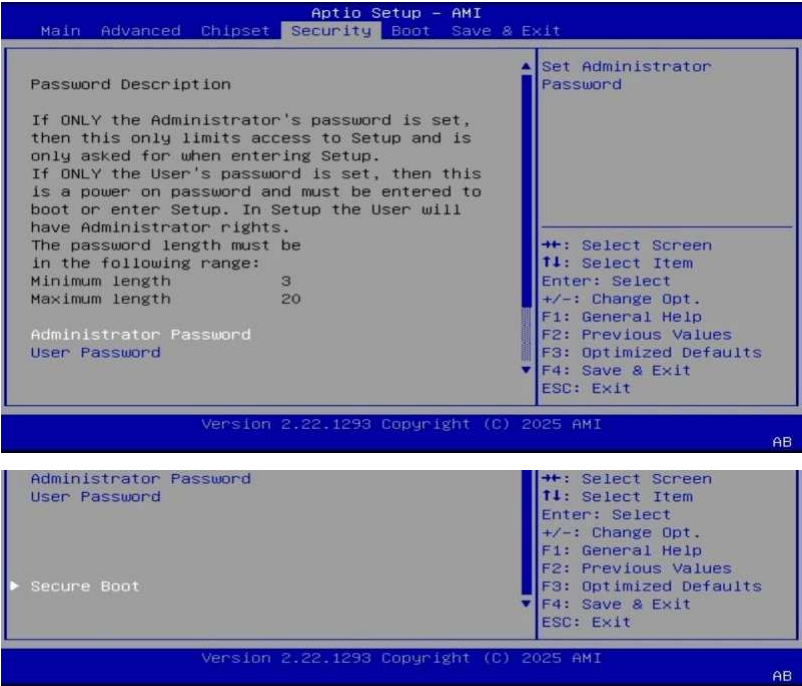 Aptio Setup – AMI
Main Advanced Chipset Security Boot Save & Exit
Password Description
If ONLY the Administrator's password is set,
then this only limits access to Setup and is
only asked for when entering Setup.
If ONLY the User's password is set, then this
is a power on password and must be entered to
boot or enter Setup. In Setup the User will
have Administrator rights.
The password length must be
in the following range:
Minimum length 3
Maximum length 20
Administrator Password
User Password
Set Administrator
Password
→←: Select Screen
↑↓: Select Item
Enter: Select
+/-: Change Opt.
F1: General Help
F2: Previous Values
F3: Optimized Defaults
F4: Save & Exit
ESC: Exit
Version 2.22.1293 Copyright (C) 2025 AMI
AB
Administrator Password
User Password
Secure Boot
→←: Select Screen
↑↓: Select Item
Enter: Select
+/-: Change Opt.
F1: General Help
F2: Previous Values
F3: Optimized Defaults
F4: Save & Exit
ESC: Exit
Version 2.22.1293 Copyright (C) 2025 AMI
AB